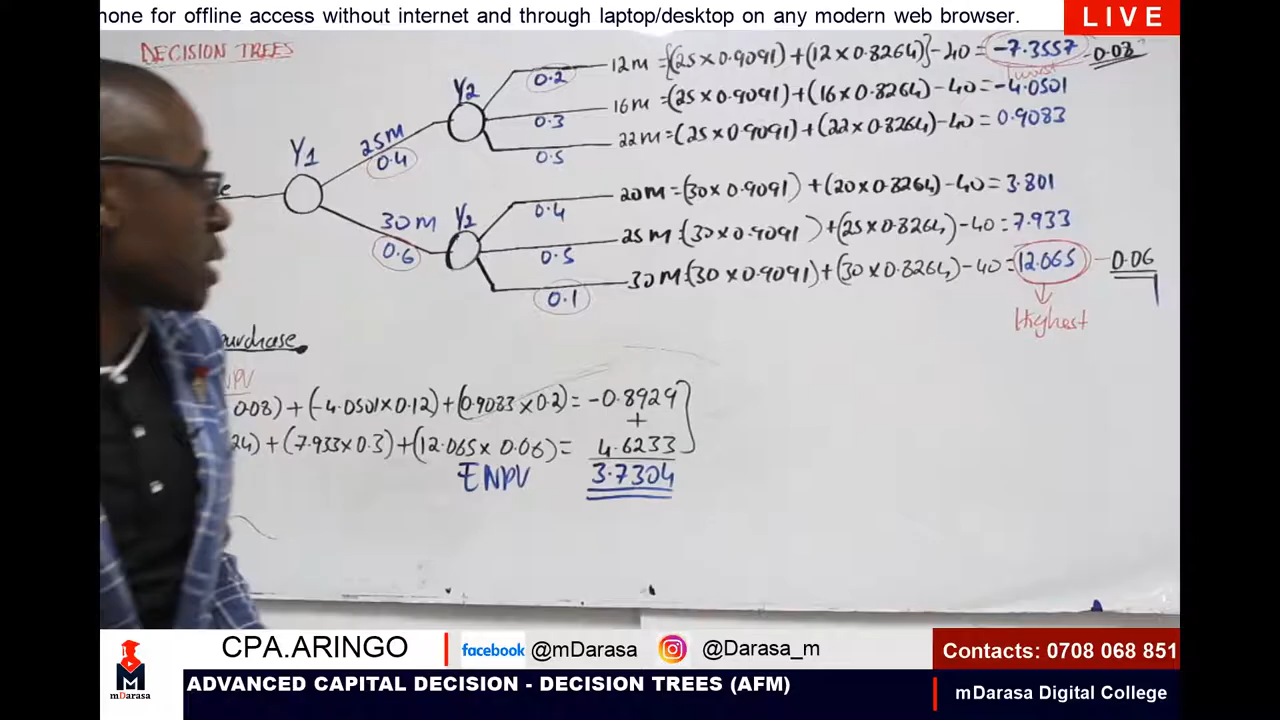 hone for offline access without internet and through laptop/desktop on any modern web browser.
LIVE
DECISION TREES
Y1
25M
0.4
30M
0.6
Y2
0.2
0.3
0.5
Y2
0.4
0.5
0.1
12m = {(25×0.9091) + (12×0.8264)} - 40 = -7.3557 - 0.08
worst
16m = (25×0.9091) + (16×0.8264) - 40 = -4.0501
22m = (25×0.9091) + (22×0.8264) - 40 = 0.9083
20M = (30×0.9091) + (20×0.8264) - 40 = 3.801
25M = (30×0.9091) + (25×0.8264) - 40 = 7.933
30M = (30×0.9091) + (30×0.8264) - 40 = 12.065 - 0.06
Highest
purchase
ENPV
0.08) + (-4.0501×0.12) + (0.9083×0.2) = -0.8929
+
24) + (7.933×0.3) + (12.065×0.06) = 4.6233
ENPV 3.7304
mDarasa
CPA.ARINGO
facebook @mDarasa
@Darasa_m
Contacts: 0708 068 851
ADVANCED CAPITAL DECISION - DECISION TREES (AFM)
mDarasa Digital College